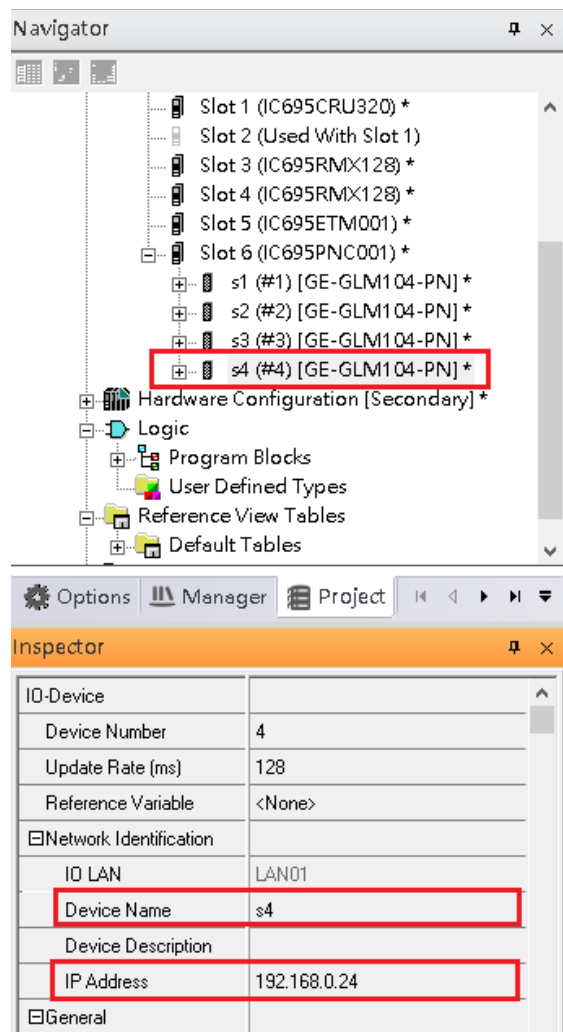 Navigator
Slot 1 (IC695CRU320) *
Slot 2 (Used With Slot 1)
Slot 3 (IC695RMX128) *
Slot 4 (IC695RMX128) *
Slot 5 (IC695ETM001) *
Slot 6 (IC695PNC001) *
s1 (#1) [GE-GLM104-PN] *
s2 (#2) [GE-GLM104-PN] *
s3 (#3) [GE-GLM104-PN] *
s4 (#4) [GE-GLM104-PN] *
Hardware Configuration [Secondary] *
Logic
Program Blocks
User Defined Types
Reference View Tables
Default Tables
Options Manager Project
Inspector
IO-Device
Device Number 4
Update Rate (ms) 128
Reference Variable <None>
Network Identification
IO LAN LAN01
Device Name s4
Device Description
IP Address 192.168.0.24
General